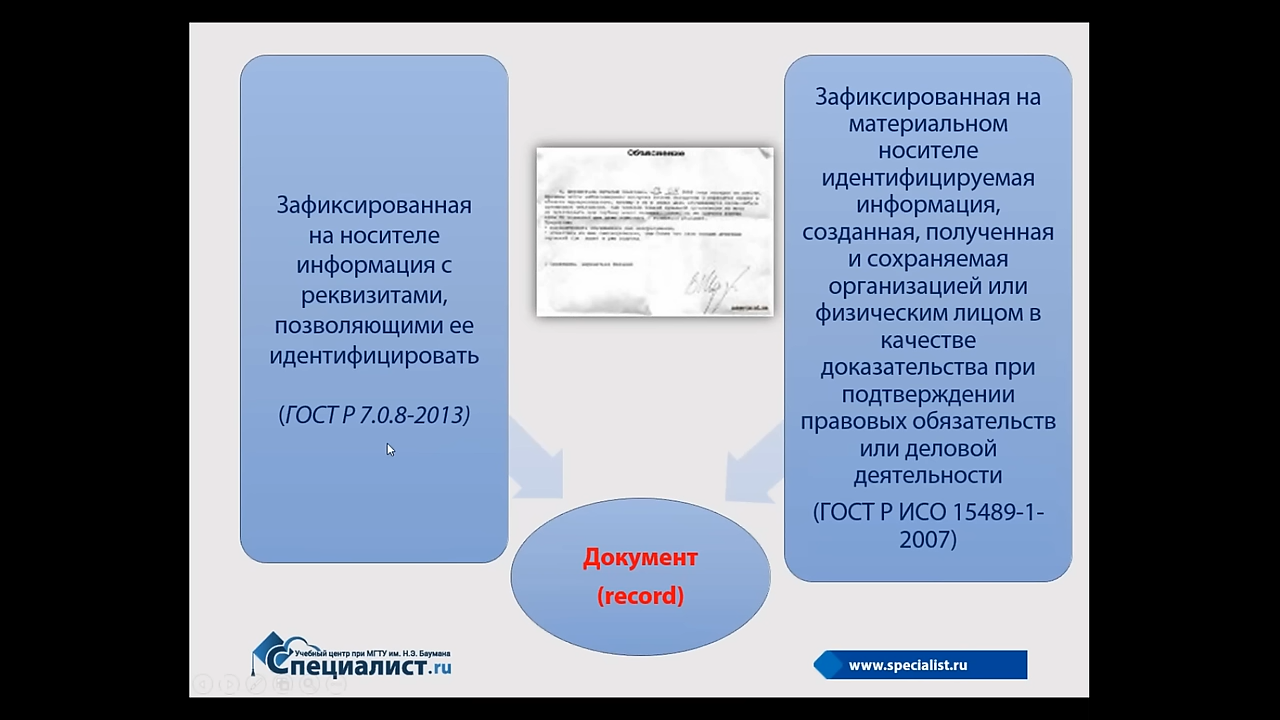 Зафиксированная
на носителе
информация с
реквизитами,
позволяющими ее
идентифицировать
(ГОСТ Р 7.0.8-2013)
Объяснение
Зафиксированная на
материальном
носителе
идентифицируемая
информация,
созданная, полученная
и сохраняемая
организацией или
физическим лицом в
качестве
доказательства при
подтверждении
правовых обязательств
или деловой
деятельности
(ГОСТ Р ИСО 15489-1-
2007)
Документ
(record)
Учебный центр при МГТУ им. Н.Э. Баумана
Специалист.ru
www.specialist.ru